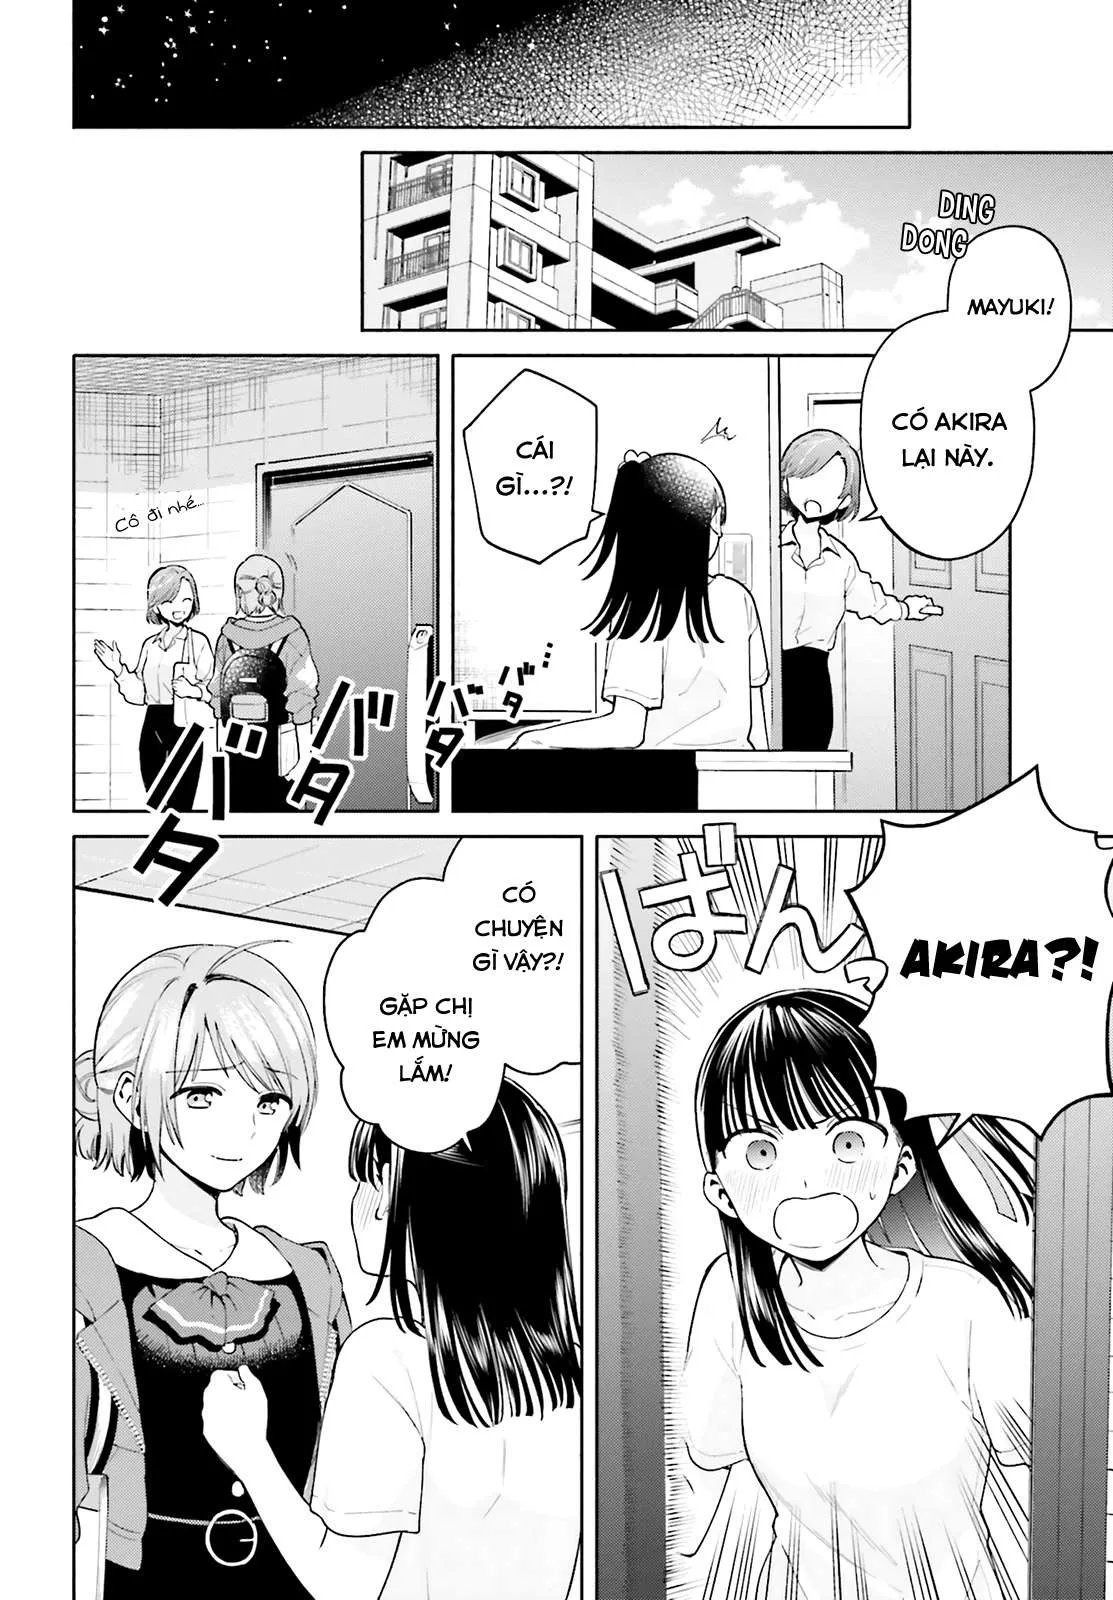 DING
DONG
MAYUKI!
CÓ AKIRA
LẠI NÀY.
CÁI
GÌ...?!
バタ
バタ
バタ
バタ
Cô đi nhé...
AKIRA?!
ばんっ
CÓ
CHUYỆN
GÌ VẬY?!
GẶP CHỊ
EM MỪNG
LẮM!